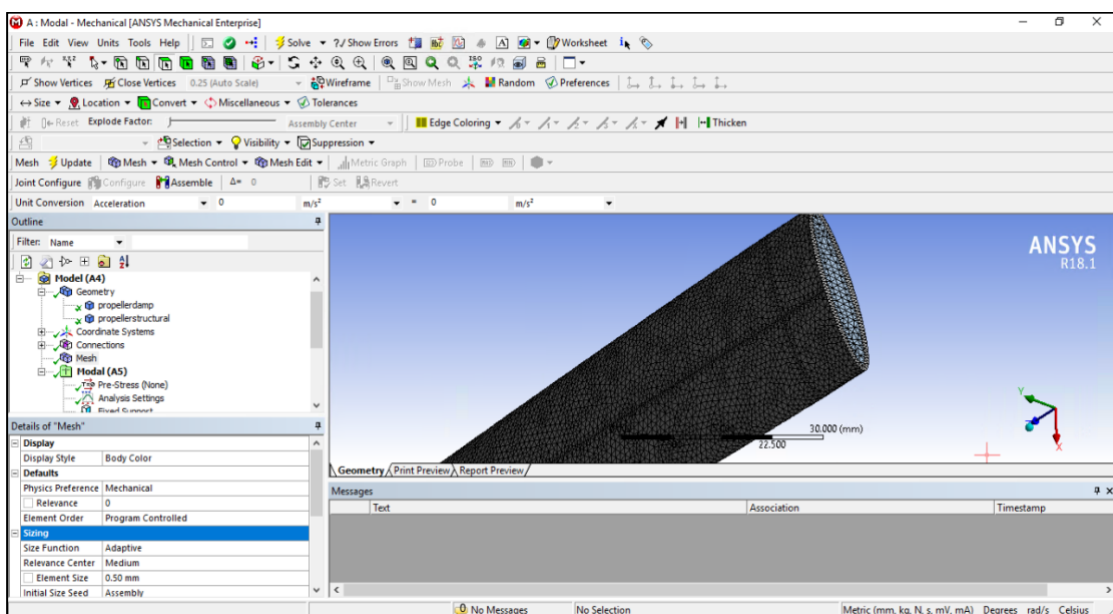 A : Modal - Mechanical [ANSYS Mechanical Enterprise]
File Edit View Units Tools Help Solve ?/ Show Errors Worksheet
Show Vertices Close Vertices 0.25 (Auto Scale) Wireframe Show Mesh Random Preferences
Size Location Convert Miscellaneous Tolerances
Reset Explode Factor: Assembly Center Edge Coloring Thicken
Selection Visibility Suppression
Mesh Update Mesh Mesh Control Mesh Edit Metric Graph Probe
Joint Configure Configure Assemble Δ= 0 Set Revert
Unit Conversion Acceleration 0 m/s² = 0 m/s²
Outline
Filter: Name
Model (A4)
Geometry
propellerdamp
propellerstructural
Coordinate Systems
Connections
Mesh
Modal (A5)
Pre-Stress (None)
Analysis Settings
Fixed Support
Details of "Mesh"
Display
Display Style Body Color
Defaults
Physics Preference Mechanical
Relevance 0
Element Order Program Controlled
Sizing
Size Function Adaptive
Relevance Center Medium
Element Size 0.50 mm
Initial Size Seed Assembly
ANSYS
R18.1
30.000 (mm)
22.500
Y
X
Geometry Print Preview Report Preview
Messages
Text Association Timestamp
0 No Messages No Selection Metric (mm, kg, N, s, mV, mA) Degrees rad/s Celsius